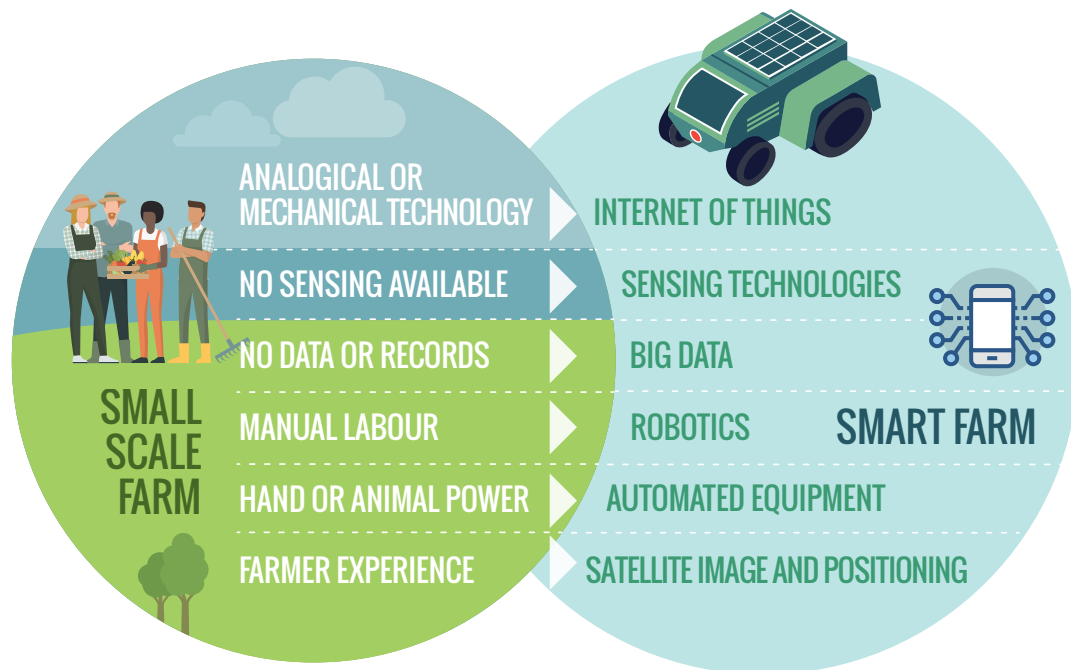 ANALOGICAL OR
MECHANICAL TECHNOLOGY
INTERNET OF THINGS
NO SENSING AVAILABLE
SENSING TECHNOLOGIES
NO DATA OR RECORDS
BIG DATA
SMALL
SCALE
FARM
MANUAL LABOUR
ROBOTICS
SMART FARM
HAND OR ANIMAL POWER
AUTOMATED EQUIPMENT
FARMER EXPERIENCE
SATELLITE IMAGE AND POSITIONING